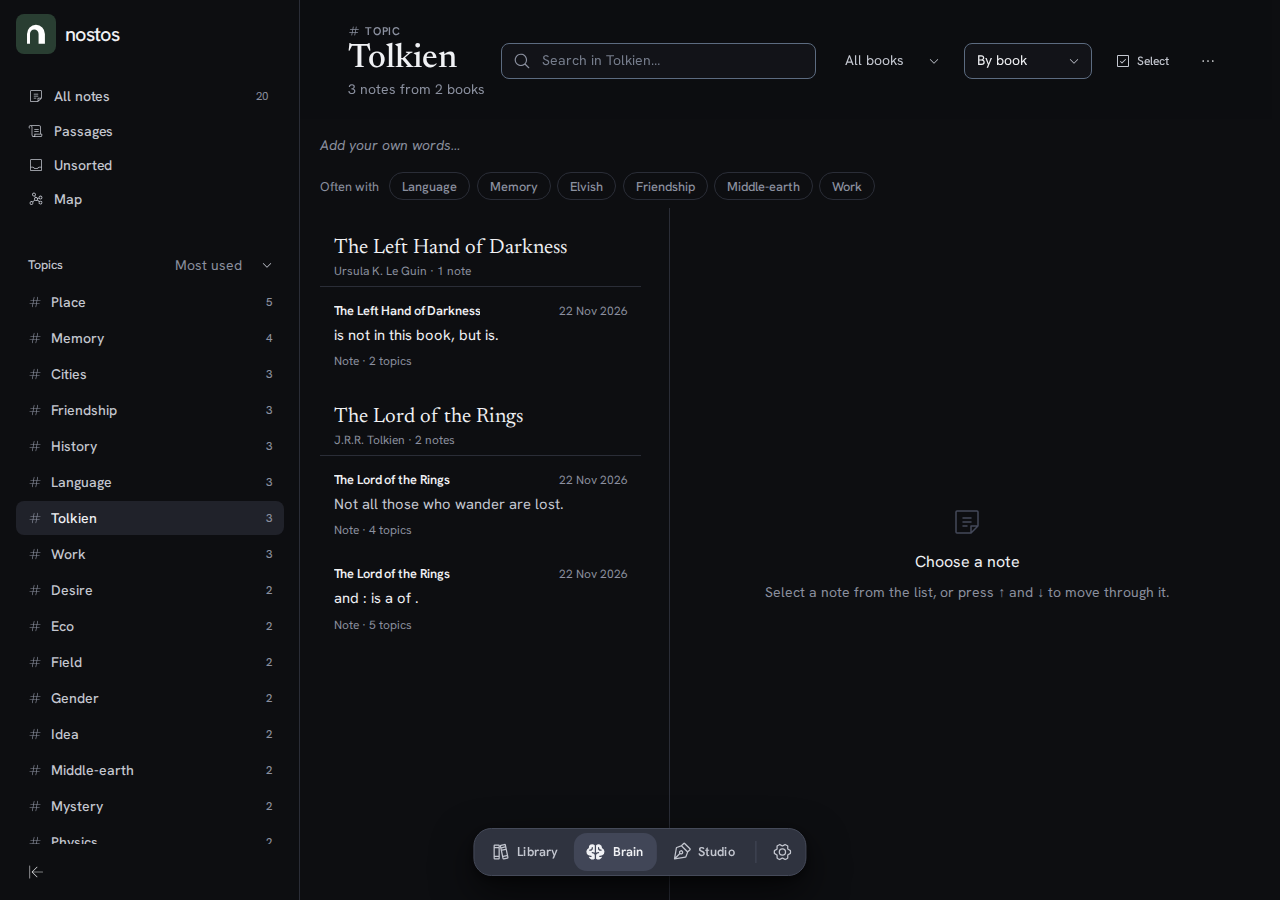 nostos
All notes 20
Passages
Unsorted
Map
Topics Most used
# Place 5
# Memory 4
# Cities 3
# Friendship 3
# History 3
# Language 3
# Tolkien 3
# Work 3
# Desire 2
# Eco 2
# Field 2
# Gender 2
# Idea 2
# Middle-earth 2
# Mystery 2
# Physics 2
# TOPIC
Tolkien
3 notes from 2 books
Search in Tolkien...
All books
By book
Select
···
Add your own words...
Often with Language Memory Elvish Friendship Middle-earth Work
The Left Hand of Darkness
Ursula K. Le Guin · 1 note
The Left Hand of Darkness 22 Nov 2026
is not in this book, but is.
Note · 2 topics
The Lord of the Rings
J.R.R. Tolkien · 2 notes
The Lord of the Rings 22 Nov 2026
Not all those who wander are lost.
Note · 4 topics
The Lord of the Rings 22 Nov 2026
and : is a of .
Note · 5 topics
Choose a note
Select a note from the list, or press ↑ and ↓ to move through it.
Library Brain Studio